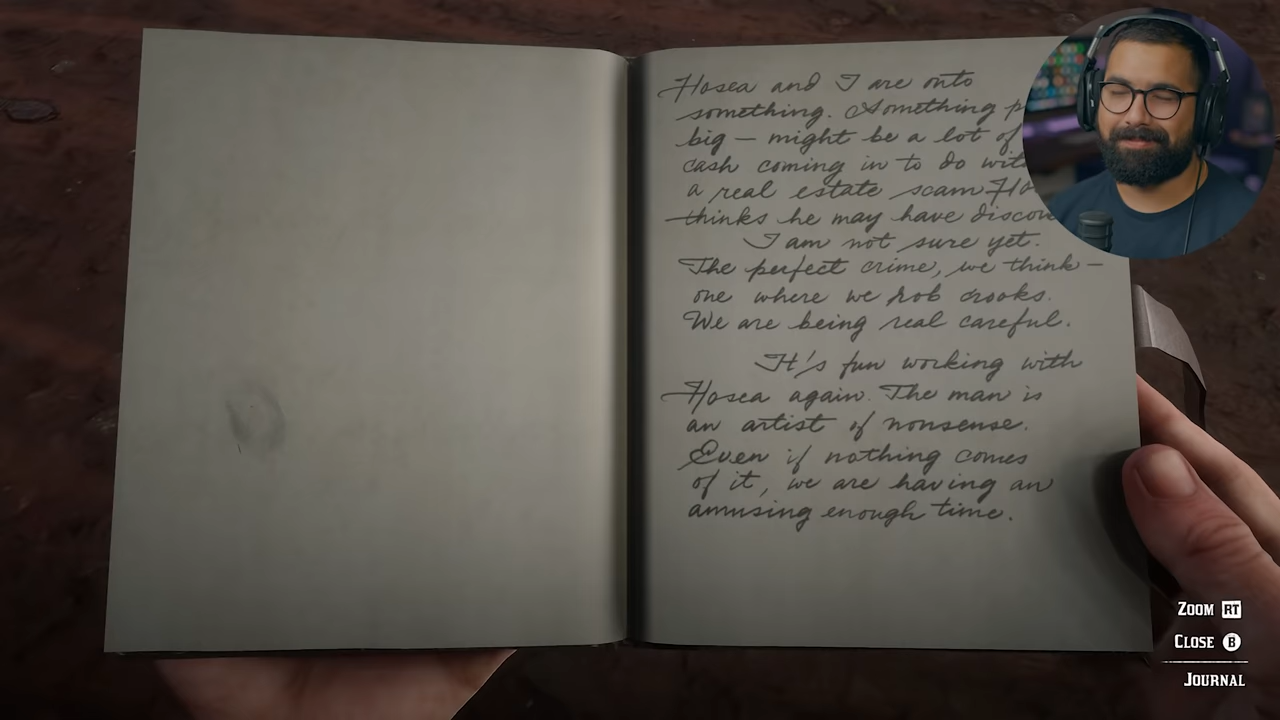 Hosea and I are onto
something. Something
big — might be a lot of
cash coming in to do
a real estate scam
thinks he may have
I am not sure yet.
The perfect crime, we think —
one where we rob crooks.
We are being real careful.
It's fun working with
Hosea again. The man is
an artist of nonsense.
Even if nothing comes
of it, we are having an
amusing enough time.
ZOOM RT
CLOSE B
JOURNAL